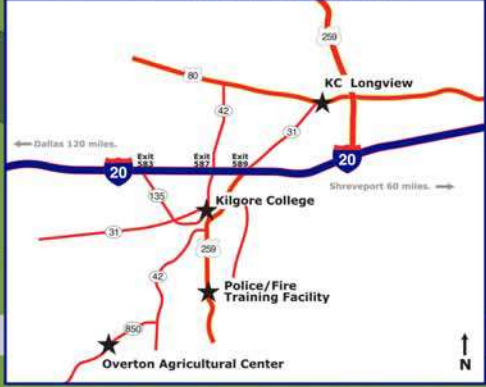 259
80
KC Longview
42
31
Dallas 120 miles.
Exit
583
Exit
587
Exit
589
20
20
Shreveport 60 miles.
135
Kilgore College
31
259
42
Police/Fire
Training Facility
850
Overton Agricultural Center
N